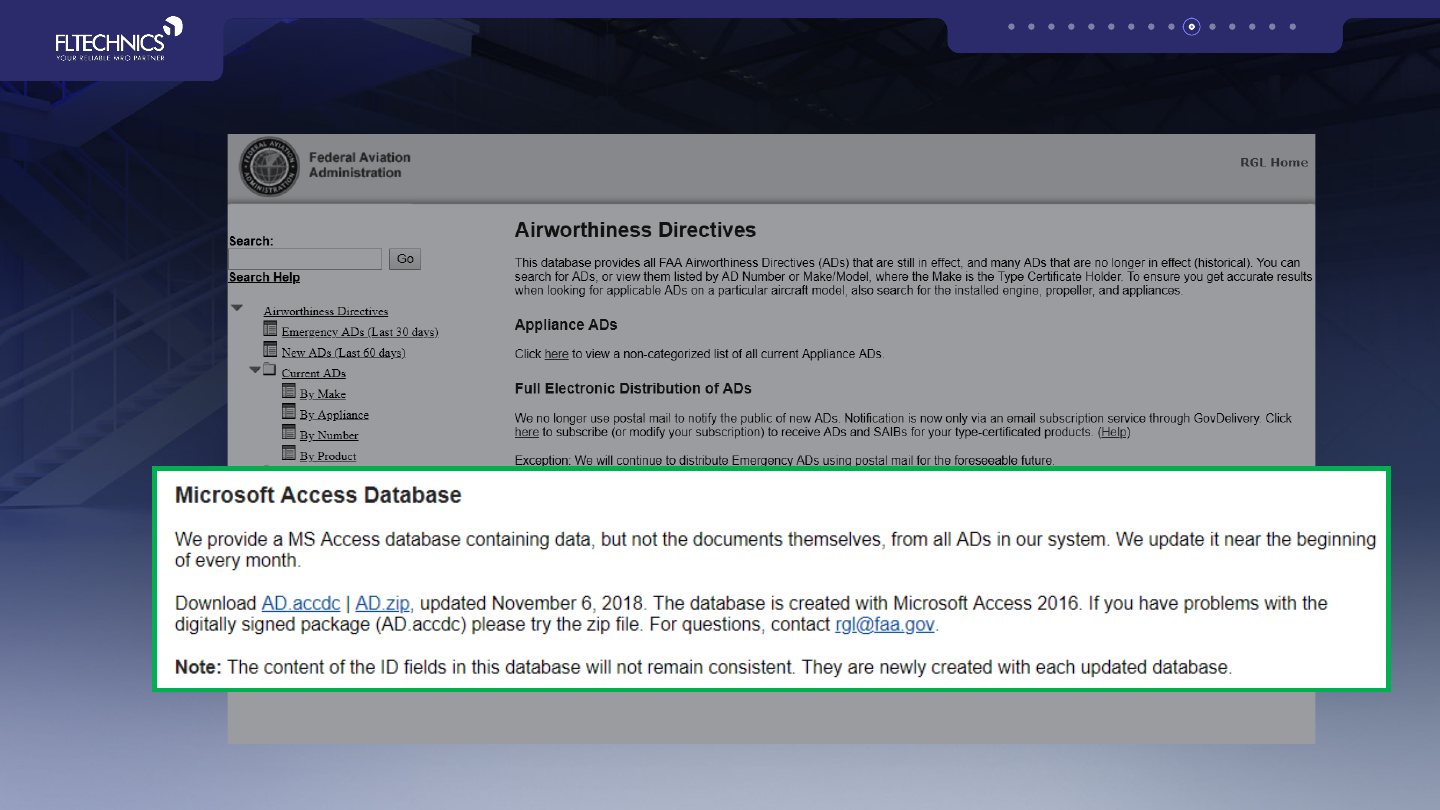 FLTECHNICS
YOUR RELIABLE MRO PARTNER
FEDERAL AVIATION
ADMINISTRATION
Federal Aviation
Administration
RGL Home
Search:
Go
Search Help
Airworthiness Directives
Emergency ADs (Last 30 days)
New ADs (Last 60 days)
Current ADs
By Make
By Appliance
By Number
By Product
Airworthiness Directives
This database provides all FAA Airworthiness Directives (ADs) that are still in effect, and many ADs that are no longer in effect (historical). You can
search for ADs, or view them listed by AD Number or Make/Model, where the Make is the Type Certificate Holder. To ensure you get accurate results
when looking for applicable ADs on a particular aircraft model, also search for the installed engine, propeller, and appliances.
Appliance ADs
Click here to view a non-categorized list of all current Appliance ADs.
Full Electronic Distribution of ADs
We no longer use postal mail to notify the public of new ADs. Notification is now only via an email subscription service through GovDelivery. Click
here to subscribe (or modify your subscription) to receive ADs and SAIBs for your type-certificated products. (Help)
Exception: We will continue to distribute Emergency ADs using postal mail for the foreseeable future.
Microsoft Access Database
We provide a MS Access database containing data, but not the documents themselves, from all ADs in our system. We update it near the beginning
of every month.
Download AD.accdc | AD.zip, updated November 6, 2018. The database is created with Microsoft Access 2016. If you have problems with the
digitally signed package (AD.accdc) please try the zip file. For questions, contact rgl@faa.gov.
Note: The content of the ID fields in this database will not remain consistent. They are newly created with each updated database.